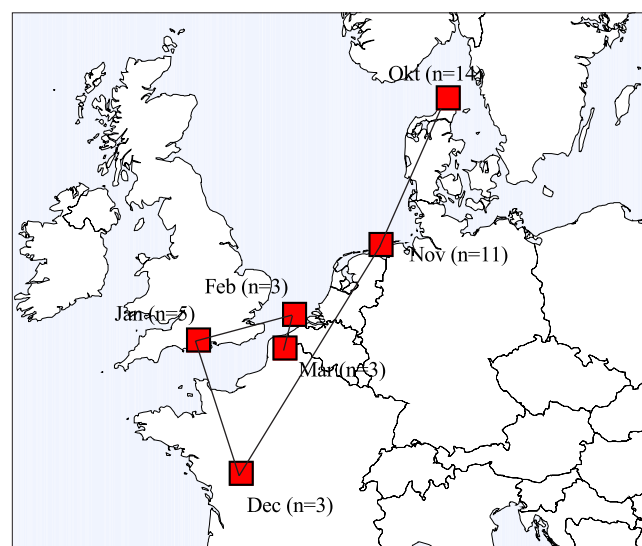 Okt (n=14)
Nov (n=11)
Feb (n=3)
Jan (n=5)
Mar (n=3)
Dec (n=3)